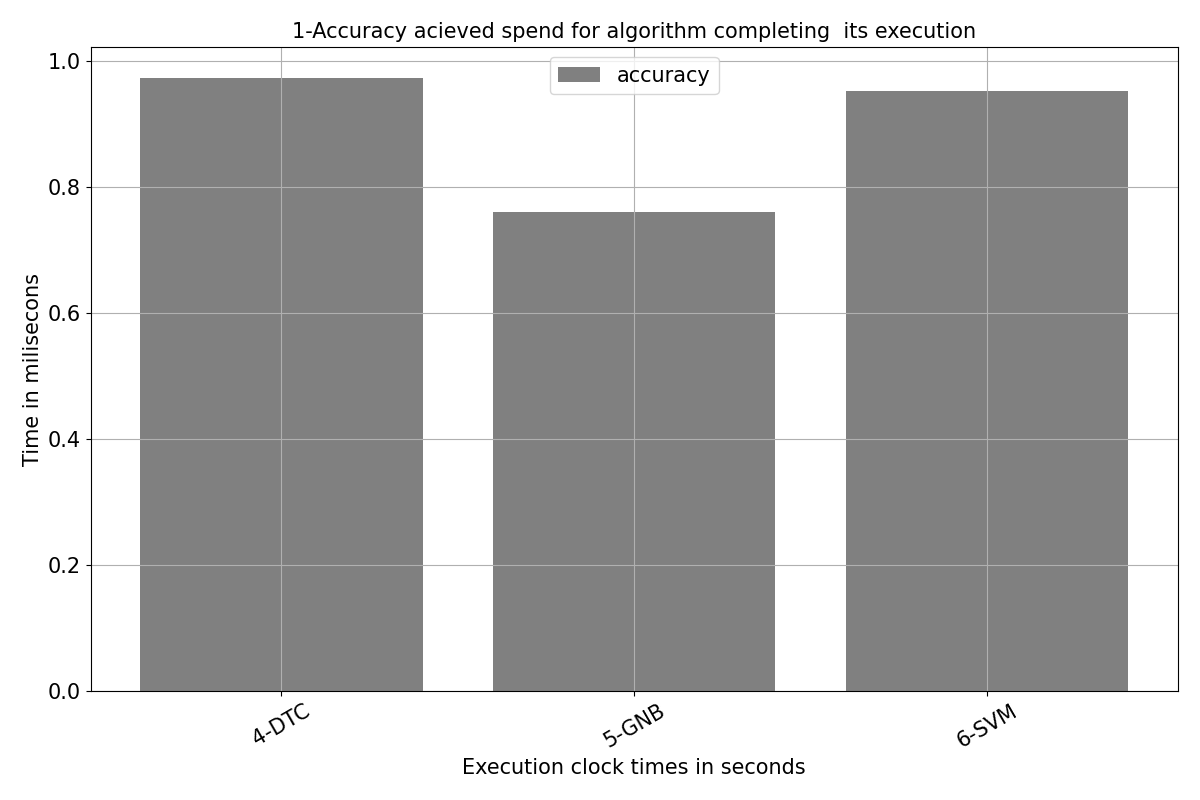 1-Accuracy acieved spend for algorithm completing  its execution
accuracy
Time in milisecons
1.0
0.8
0.6
0.4
0.2
0.0
4-DTC
5-GNB
6-SVM
Execution clock times in seconds